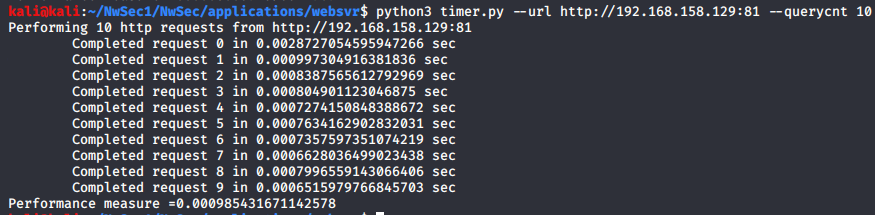 kali@kali:~/NwSec1/NwSec/applications/websvr$ python3 timer.py --url http://192.168.158.129:81 --querycnt 10
Performing 10 http requests from http://192.168.158.129:81
Completed request 0 in 0.0028727054595947266 sec
Completed request 1 in 0.000997304916381836 sec
Completed request 2 in 0.0008387565612792969 sec
Completed request 3 in 0.000804901123046875 sec
Completed request 4 in 0.0007274150848388672 sec
Completed request 5 in 0.0007634162902832031 sec
Completed request 6 in 0.0007357597351074219 sec
Completed request 7 in 0.0006628036499023438 sec
Completed request 8 in 0.0007996559143066406 sec
Completed request 9 in 0.0006515979766845703 sec
Performance measure =0.000985431671142578